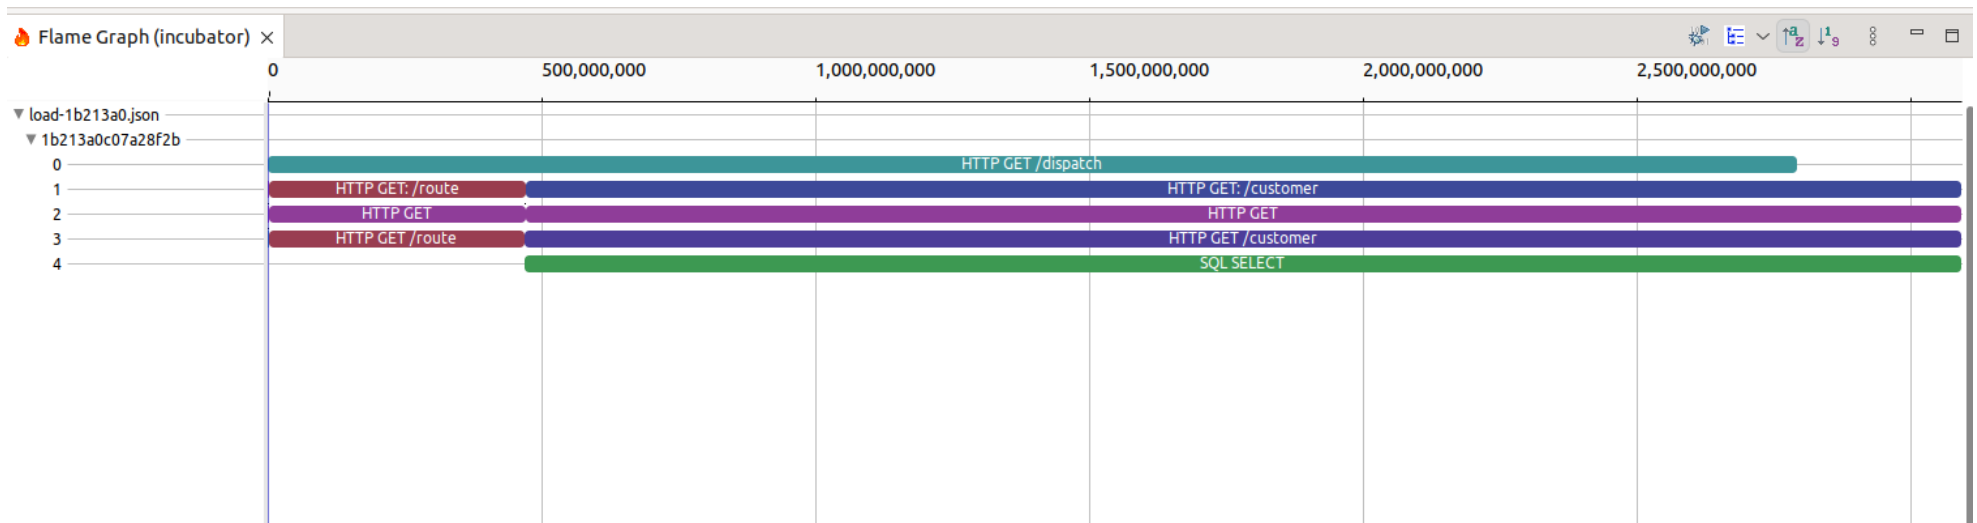 Flame Graph (incubator)
0 500,000,000 1,000,000,000 1,500,000,000 2,000,000,000 2,500,000,000
load-1b213a0.json
1b213a0c07a28f2b
0 HTTP GET /dispatch
1 HTTP GET: /route HTTP GET: /customer
2 HTTP GET HTTP GET
3 HTTP GET /route HTTP GET /customer
4 SQL SELECT